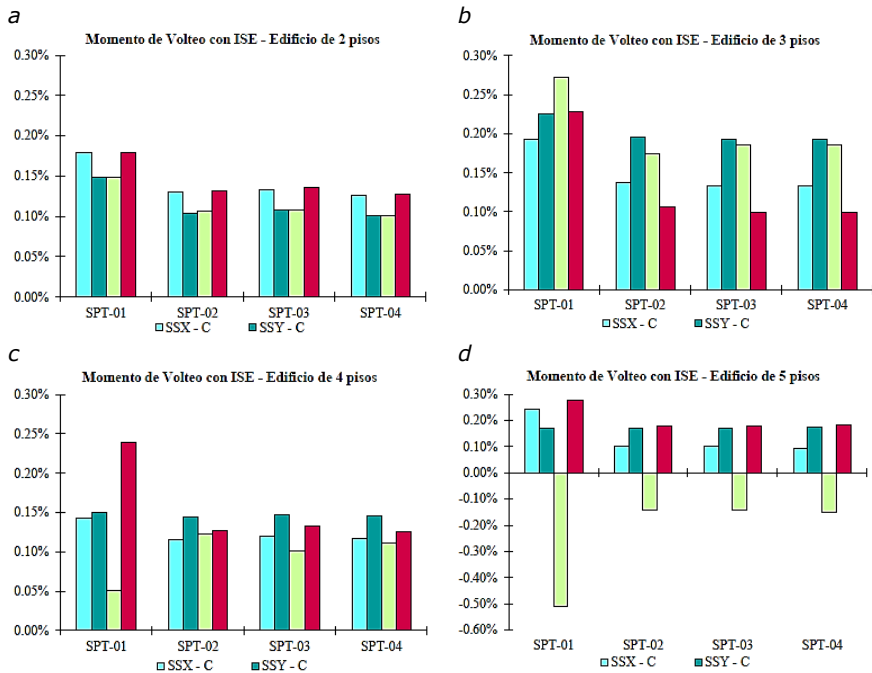 a
Momento de Volteo con ISE - Edificio de 2 pisos
0.30%
0.25%
0.20%
0.15%
0.10%
0.05%
0.00%
SPT-01 SPT-02 SPT-03 SPT-04
SSX - C SSY - C
b
Momento de Volteo con ISE - Edificio de 3 pisos
0.30%
0.25%
0.20%
0.15%
0.10%
0.05%
0.00%
SPT-01 SPT-02 SPT-03 SPT-04
SSX - C SSY - C
c
Momento de Volteo con ISE - Edificio de 4 pisos
0.30%
0.25%
0.20%
0.15%
0.10%
0.05%
0.00%
SPT-01 SPT-02 SPT-03 SPT-04
SSX - C SSY - C
d
Momento de Volteo con ISE - Edificio de 5 pisos
0.30%
0.20%
0.10%
0.00%
-0.10%
-0.20%
-0.30%
-0.40%
-0.50%
-0.60%
SPT-01 SPT-02 SPT-03 SPT-04
SSX - C SSY - C